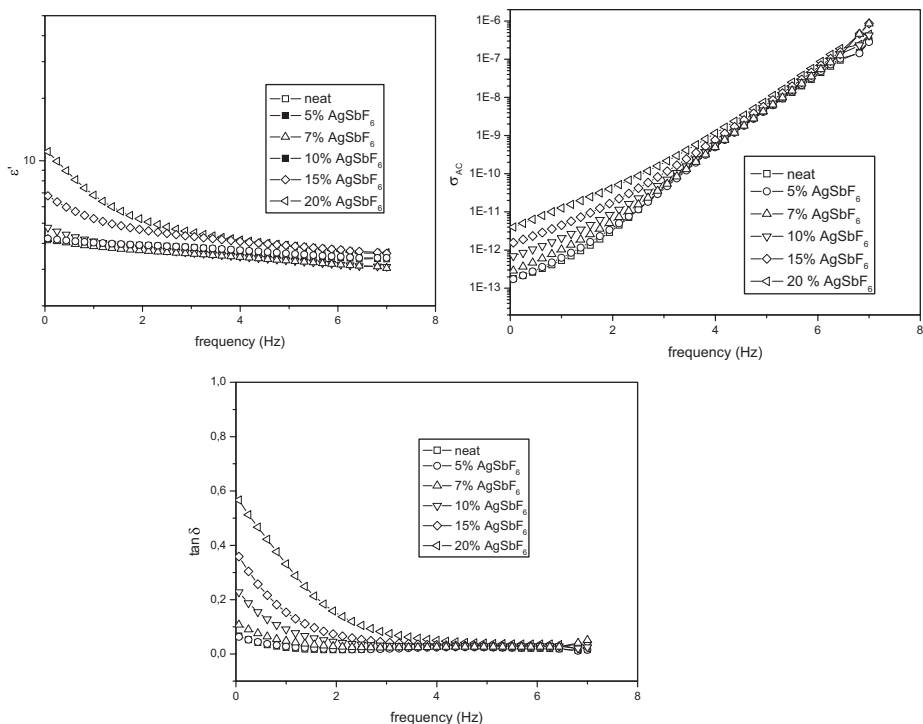 ε'
10
neat
5% AgSbF6
7% AgSbF6
10% AgSbF6
15% AgSbF6
20% AgSbF6
0 2 4 6 8
frequency (Hz)
σAC
1E-6
1E-7
1E-8
1E-9
1E-10
1E-11
1E-12
1E-13
neat
5% AgSbF6
7% AgSbF6
10% AgSbF6
15% AgSbF6
20 % AgSbF6
0 2 4 6 8
frequency (Hz)
tan δ
1,0
0,8
0,6
0,4
0,2
0,0
neat
5% AgSbF6
7% AgSbF6
10% AgSbF6
15% AgSbF6
20% AgSbF6
0 2 4 6 8
frequency (Hz)